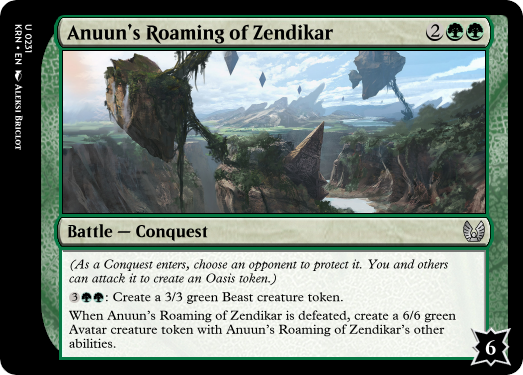 Anuun's Roaming of Zendikar 2
U 0231
KRN • EN Aleksi Briclot
Battle — Conquest
(As a Conquest enters, choose an opponent to protect it. You and others
can attack it to create an Oasis token.)
3: Create a 3/3 green Beast creature token.
When Anuun's Roaming of Zendikar is defeated, create a 6/6 green
Avatar creature token with Anuun's Roaming of Zendikar's other
abilities.
6